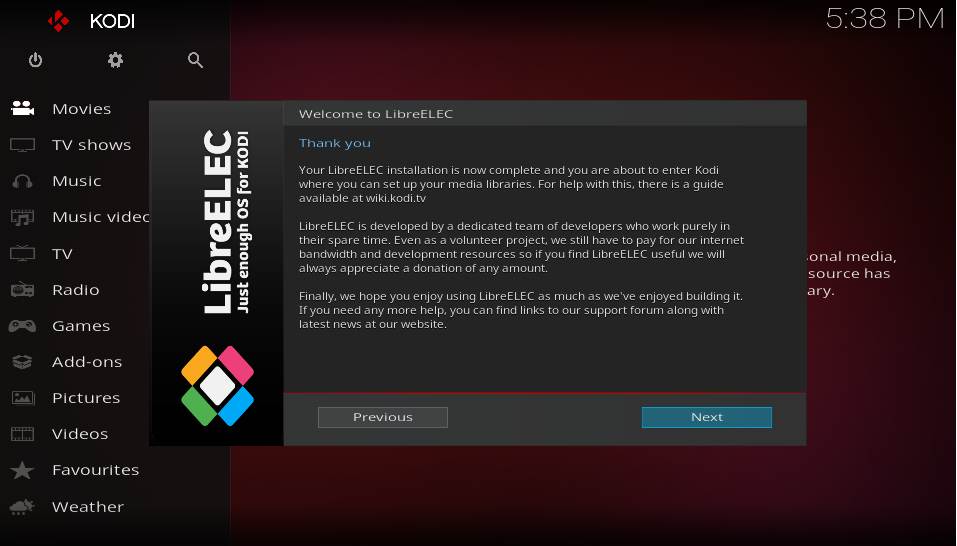 KODI
5:38 PM
Movies
TV shows
Music
Music video
TV
Radio
Games
Add-ons
Pictures
Videos
Favourites
Weather
LibreELEC
Just enough OS for KODI
Welcome to LibreELEC
Thank you
Your LibreELEC installation is now complete and you are about to enter Kodi
where you can set up your media libraries. For help with this, there is a guide
available at wiki.kodi.tv
LibreELEC is developed by a dedicated team of developers who work purely in
their spare time. Even as a volunteer project, we still have to pay for our internet
bandwidth and development resources so if you find LibreELEC useful we will
always appreciate a donation of any amount.
Finally, we hope you enjoy using LibreELEC as much as we've enjoyed building it.
If you need any more help, you can find links to our support forum along with
latest news at our website.
Previous
Next
sonal media,
source has
ary.